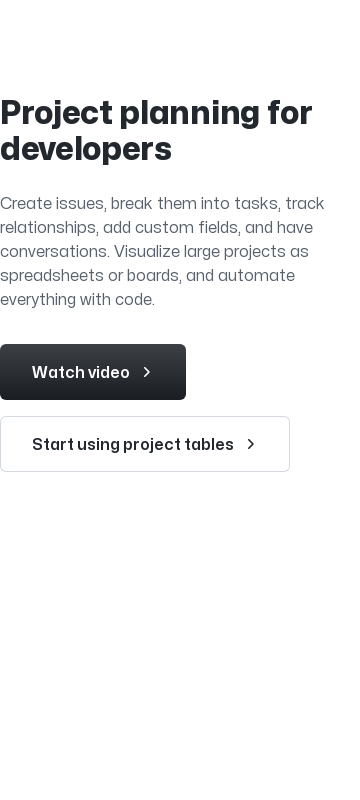 Project planning for
developers
Create issues, break them into tasks, track
relationships, add custom fields, and have
conversations. Visualize large projects as
spreadsheets or boards, and automate
everything with code.
Watch video
Start using project tables